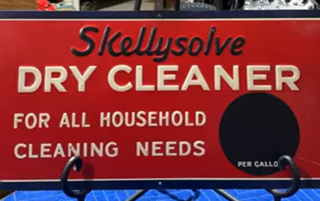 Skellysolve
DRY CLEANER
FOR ALL HOUSEHOLD
CLEANING NEEDS
PER GALLO